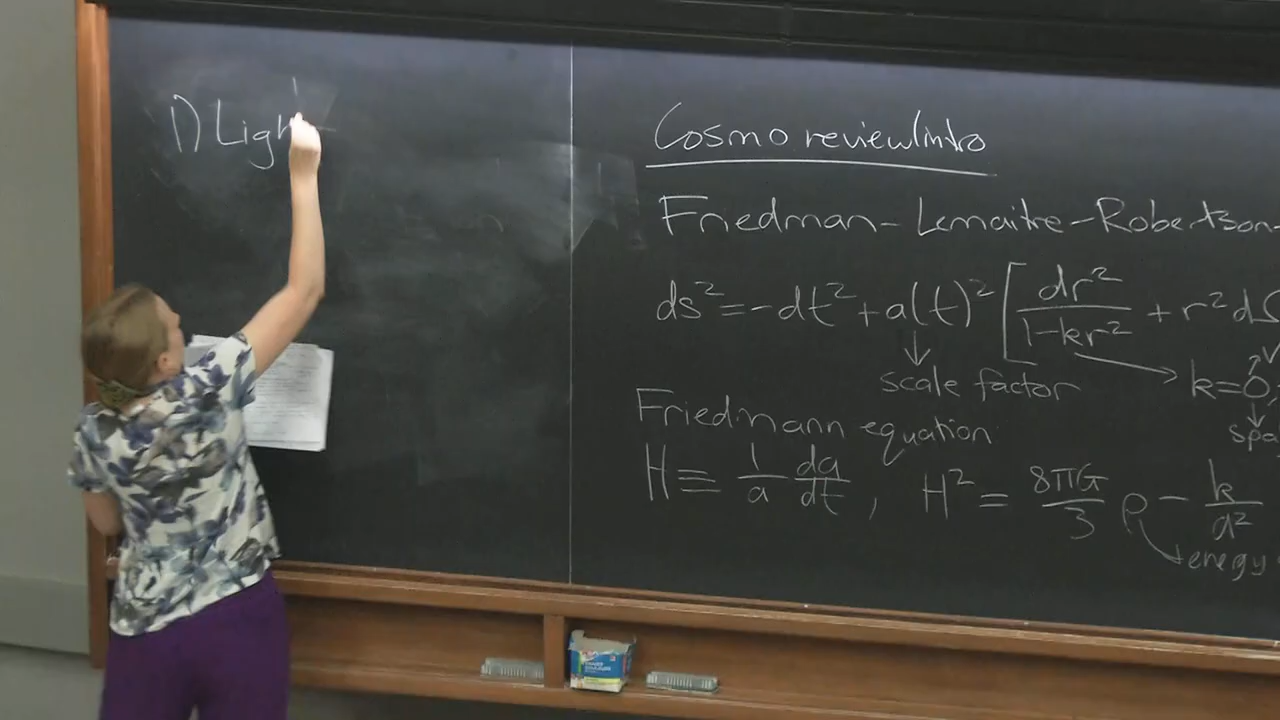 1) Ligh
Cosmo review/intro
Friedman-Lemaitre-Robertson-
ds² = -dt² + a(t)² [ dr²/1-kr² + r²dΩ
scale factor
k=0,
spa
Friedmann equation
H ≡ 1/a da/dt , H² = 8πG/3 ρ - k/a²
energy